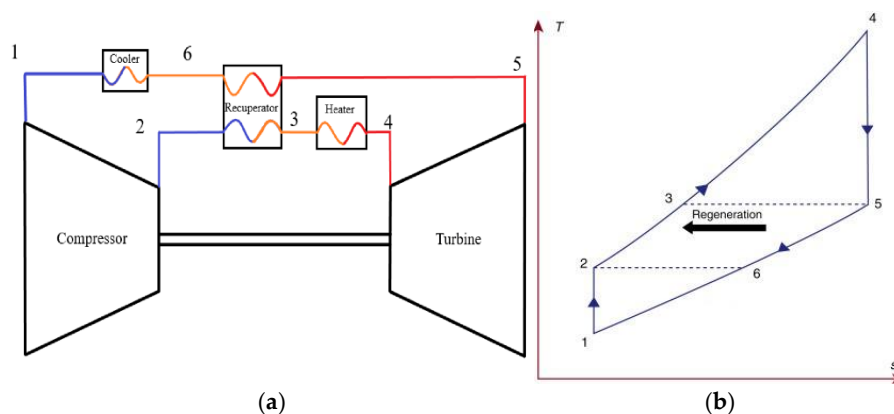 1
Cooler
6
5
2
Recuperator
3
Heater
4
Compressor
Turbine
(a)
T
4
3
Regeneration
5
2
6
1
s
(b)